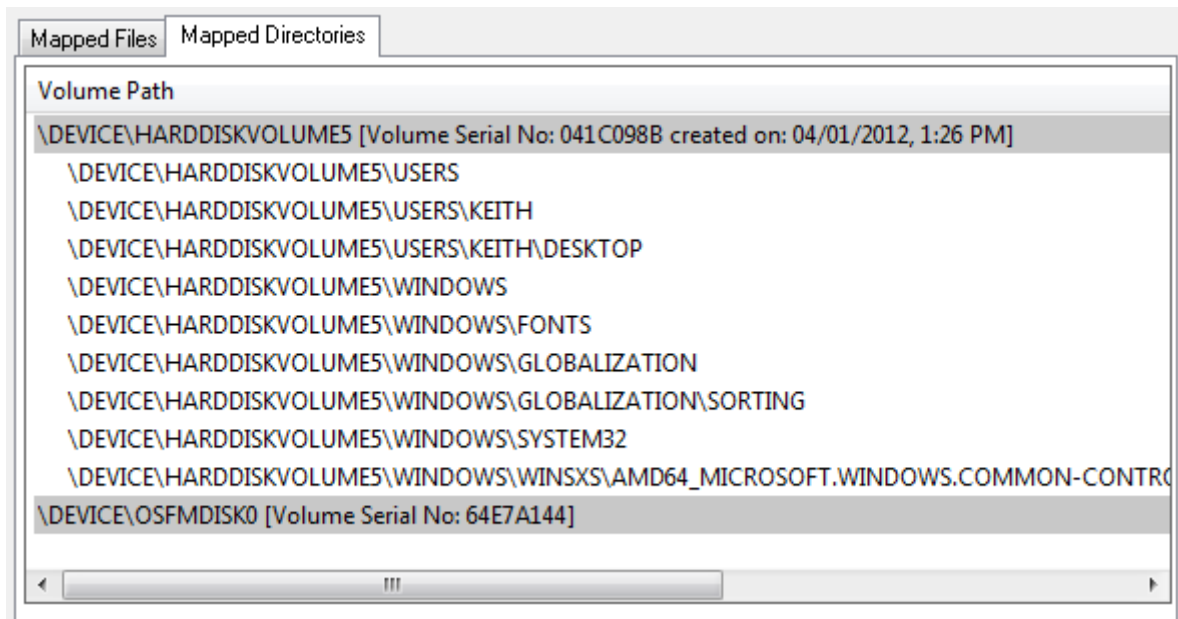 Mapped Files Mapped Directories
Volume Path
\DEVICE\HARDDISKVOLUME5 [Volume Serial No: 041C098B created on: 04/01/2012, 1:26 PM]
\DEVICE\HARDDISKVOLUME5\USERS
\DEVICE\HARDDISKVOLUME5\USERS\KEITH
\DEVICE\HARDDISKVOLUME5\USERS\KEITH\DESKTOP
\DEVICE\HARDDISKVOLUME5\WINDOWS
\DEVICE\HARDDISKVOLUME5\WINDOWS\FONTS
\DEVICE\HARDDISKVOLUME5\WINDOWS\GLOBALIZATION
\DEVICE\HARDDISKVOLUME5\WINDOWS\GLOBALIZATION\SORTING
\DEVICE\HARDDISKVOLUME5\WINDOWS\SYSTEM32
\DEVICE\HARDDISKVOLUME5\WINDOWS\WINSXS\AMD64_MICROSOFT.WINDOWS.COMMON-CONTRO
\DEVICE\OSFMDISK0 [Volume Serial No: 64E7A144]